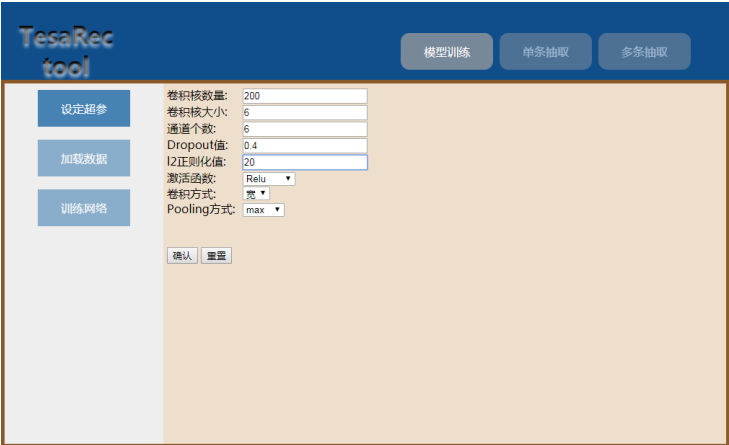 TesaRec
tool
模型训练 单条抽取 多条抽取
设定超参
加载数据
训练网络
卷积核数量: 200
卷积核大小: 6
通道个数: 6
Dropout值: 0.4
l2正则化值: 20
激活函数: Relu
卷积方式: 宽
Pooling方式: max
确认 重置